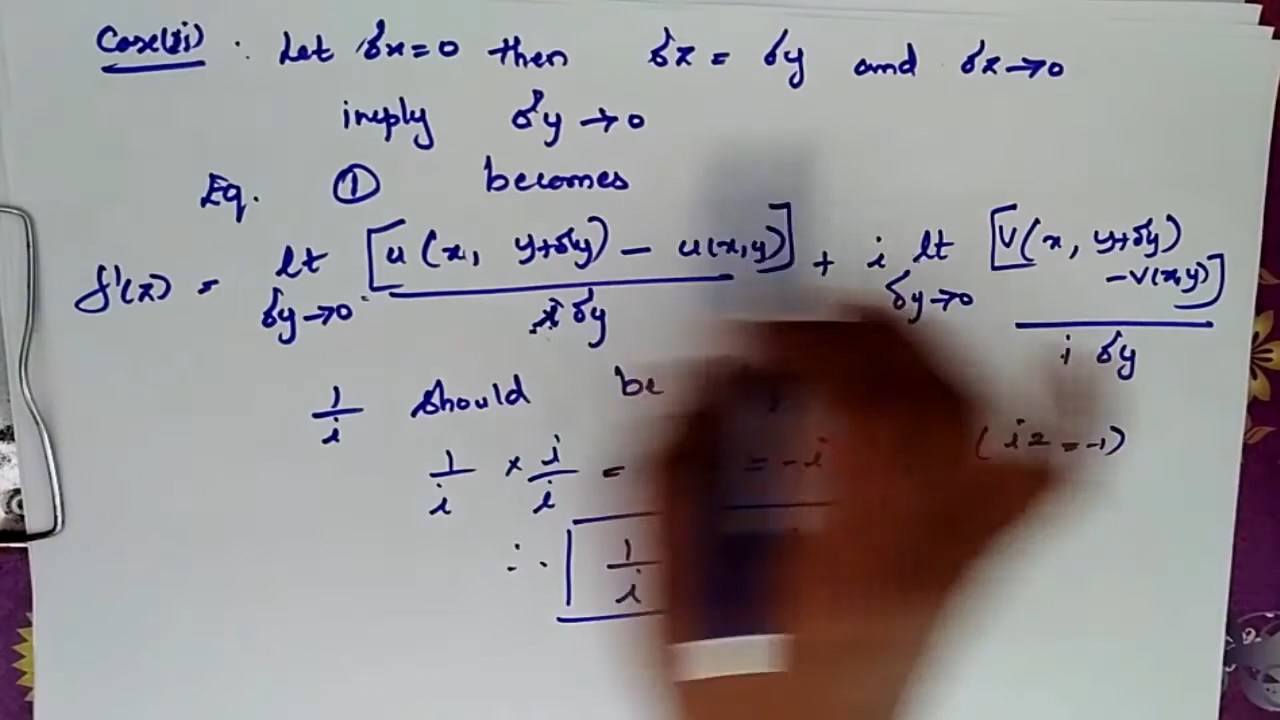 Case(ii) : Let δx=0 then δz = δy and δz→0
imply δy→0
Eq. ① becomes
f'(z) = lt δy→0 [u(x, y+δy) − u(x,y)] / i δy + i lt δy→0 [v(x, y+δy) − v(x,y)] / i δy
1/i should be
1/i × i/i = = -i (i2 = -1)
∴ 1/i